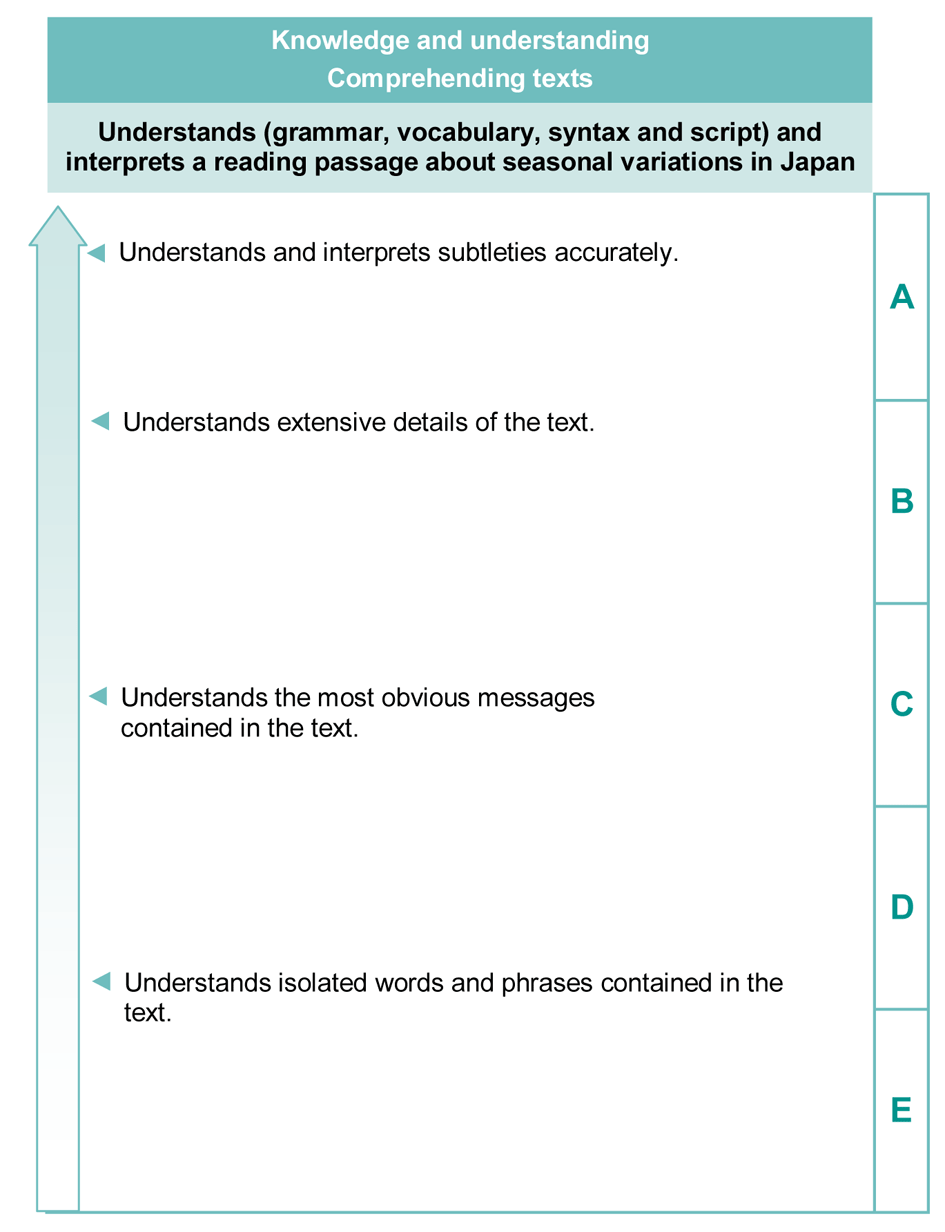 Knowledge and understanding
Comprehending texts
Understands (grammar, vocabulary, syntax and script) and
interprets a reading passage about seasonal variations in Japan
Understands and interprets subtleties accurately.
A
Understands extensive details of the text.
B
Understands the most obvious messages
contained in the text.
C
D
Understands isolated words and phrases contained in the
text.
E